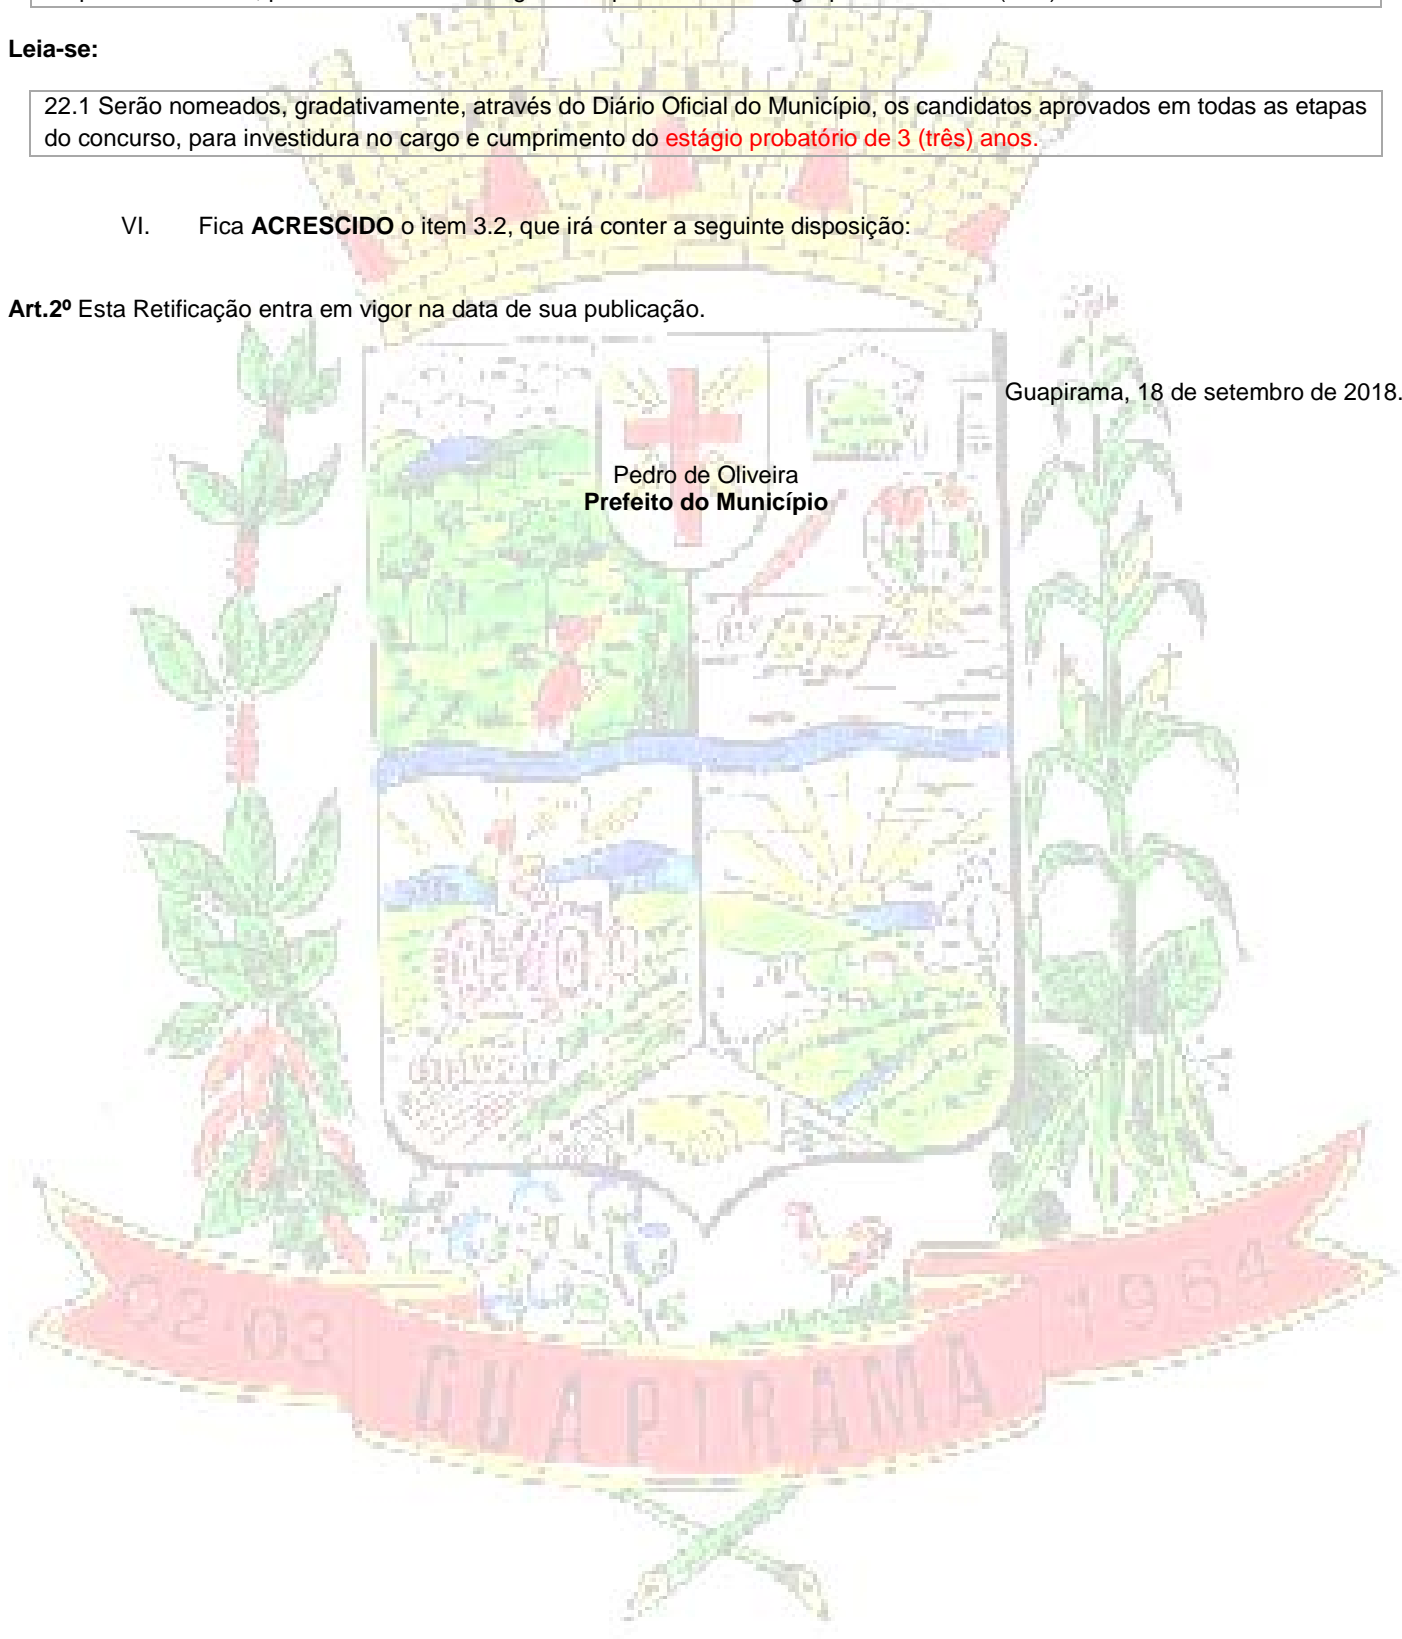 Leia-se:
22.1 Serão nomeados, gradativamente, através do Diário Oficial do Município, os candidatos aprovados em todas as etapas
do concurso, para investidura no cargo e cumprimento do estágio probatório de 3 (três) anos.
VI. Fica ACRESCIDO o item 3.2, que irá conter a seguinte disposição:
Art.2º Esta Retificação entra em vigor na data de sua publicação.
Guapirama, 18 de setembro de 2018.
Pedro de Oliveira
Prefeito do Município
02·03 GUAPIRAMA 1964